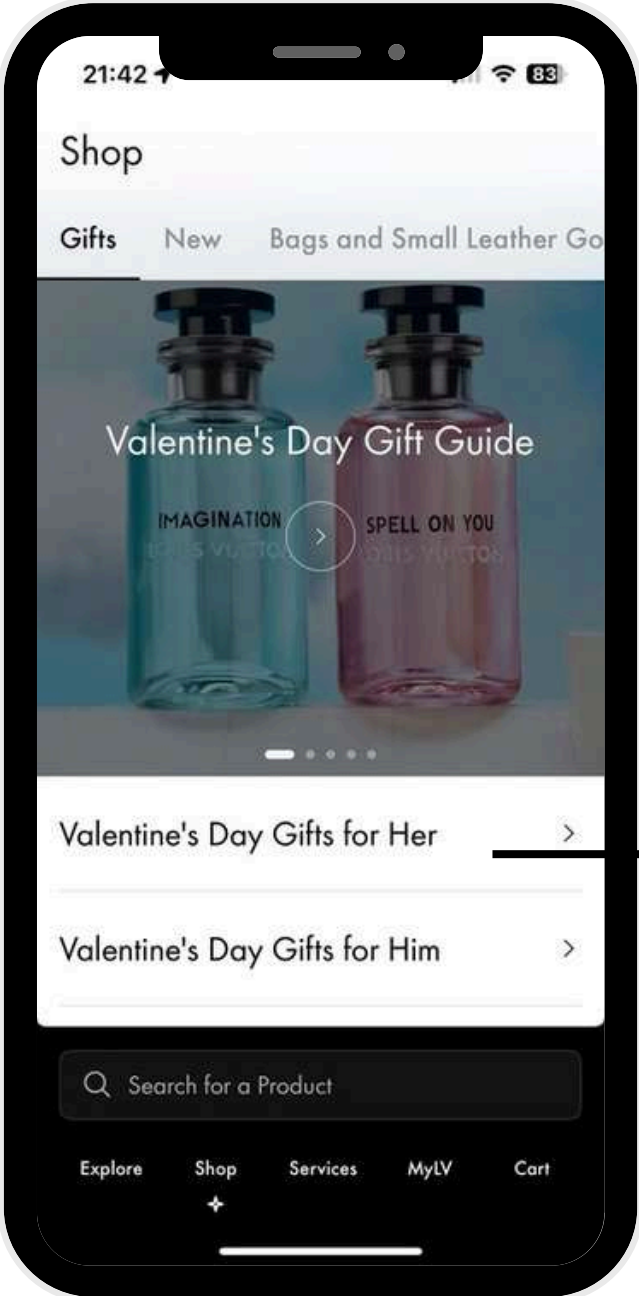 21:42
83
Shop
Gifts New Bags and Small Leather Go
Valentine's Day Gift Guide
IMAGINATION SPELL ON YOU
Valentine's Day Gifts for Her
Valentine's Day Gifts for Him
Search for a Product
Explore Shop Services MyLV Cart